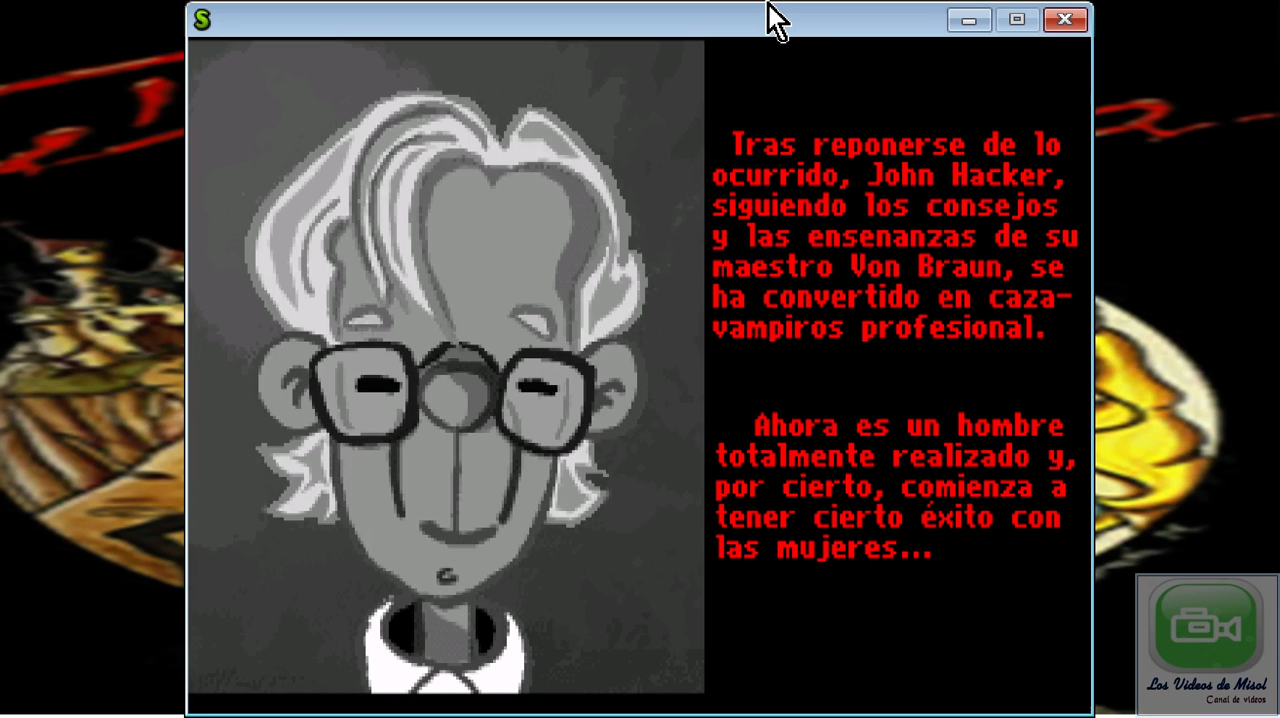 Tras reponerse de lo
ocurrido, John Hacker,
siguiendo los consejos
y las ensenanzas de su
maestro Von Braun, se
ha convertido en caza-
vampiros profesional.
Ahora es un hombre
totalmente realizado y,
por cierto, comienza a
tener cierto éxito con
las mujeres...
Los Videos de Misol
Canal de videos